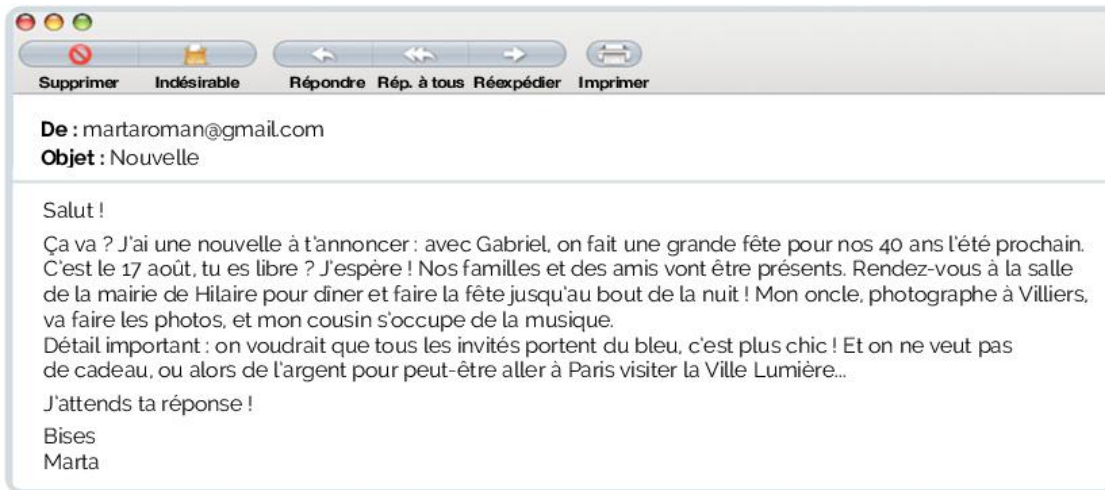 Supprimer Indésirable Répondre Rép. à tous Réexpédier Imprimer
De : martaroman@gmail.com
Objet : Nouvelle
Salut !
Ça va ? J'ai une nouvelle à t'annoncer : avec Gabriel, on fait une grande fête pour nos 40 ans l'été prochain.
C'est le 17 août, tu es libre ? J'espère ! Nos familles et des amis vont être présents. Rendez-vous à la salle
de la mairie de Hilaire pour dîner et faire la fête jusqu'au bout de la nuit ! Mon oncle, photographe à Villiers,
va faire les photos, et mon cousin s'occupe de la musique.
Détail important : on voudrait que tous les invités portent du bleu, c'est plus chic ! Et on ne veut pas
de cadeau, ou alors de l'argent pour peut-être aller à Paris visiter la Ville Lumière...
J'attends ta réponse !
Bises
Marta